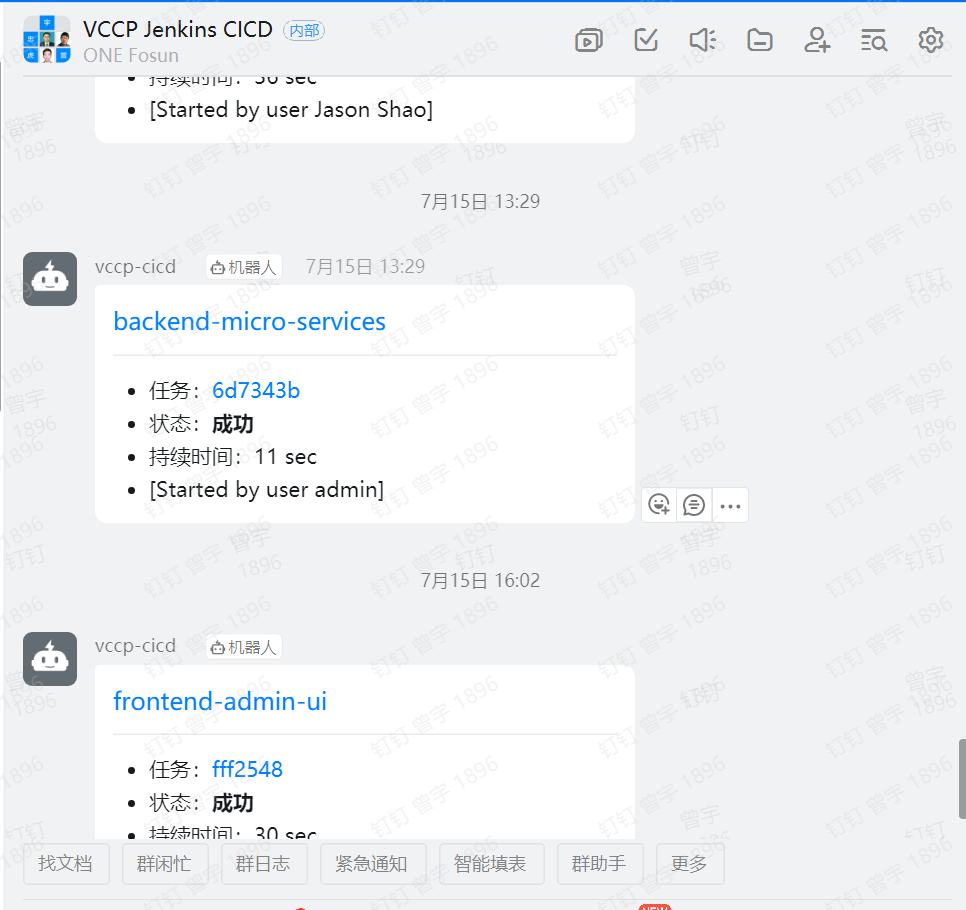 VCCP Jenkins CICD 内部
ONE Fosun
持续时间：36 sec
[Started by user Jason Shao]
7月15日 13:29
vccp-cicd 机器人 7月15日 13:29
backend-micro-services
任务：6d7343b
状态：成功
持续时间：11 sec
[Started by user admin]
7月15日 16:02
vccp-cicd 机器人
frontend-admin-ui
任务：fff2548
状态：成功
持续时间：30 sec
找文档 群闲忙 群日志 紧急通知 智能填表 群助手 更多
NEW
钉钉 曾宇 1896